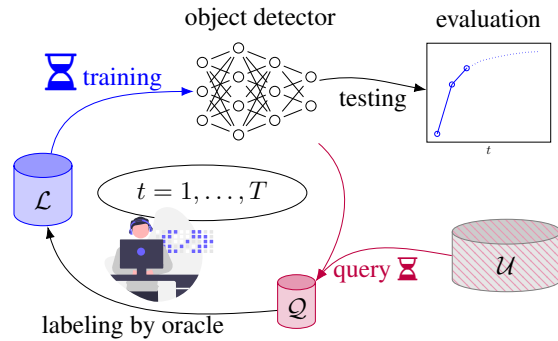 object detector
evaluation
training
testing
t
𝓛
t = 1, . . . , T
query
𝒰
𝒬
labeling by oracle